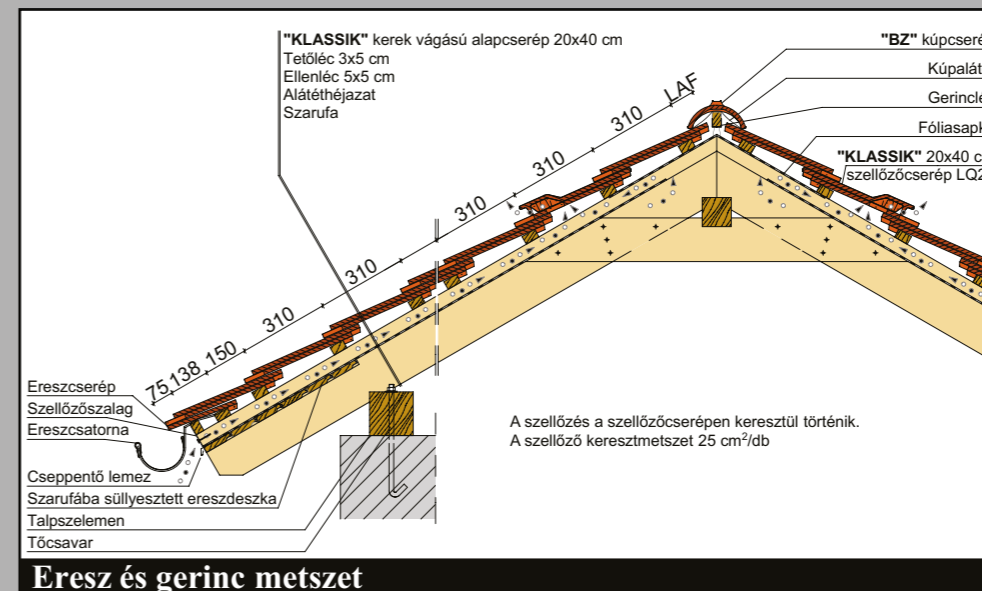 "KLASSIK" kerek vágású alapcserép 20x40 cm
Tetőléc 3x5 cm
Ellenléc 5x5 cm
Alátéthéjazat
Szarufa
"BZ" kúpcseré
Kúpalát
Gerincle
Fóliasapk
"KLASSIK" 20x40 c
szellőzőcserép LQ2
LAF
310
310
310
310
310
150
138
75
Ereszcserép
Szellőzőszalag
Ereszcsatorna
Cseppentő lemez
Szarufába süllyesztett ereszdeszka
Talpszelemen
Tőcsavar
A szellőzés a szellőzőcserépen keresztül történik.
A szellőző keresztmetszet 25 cm²/db
Eresz és gerinc metszet